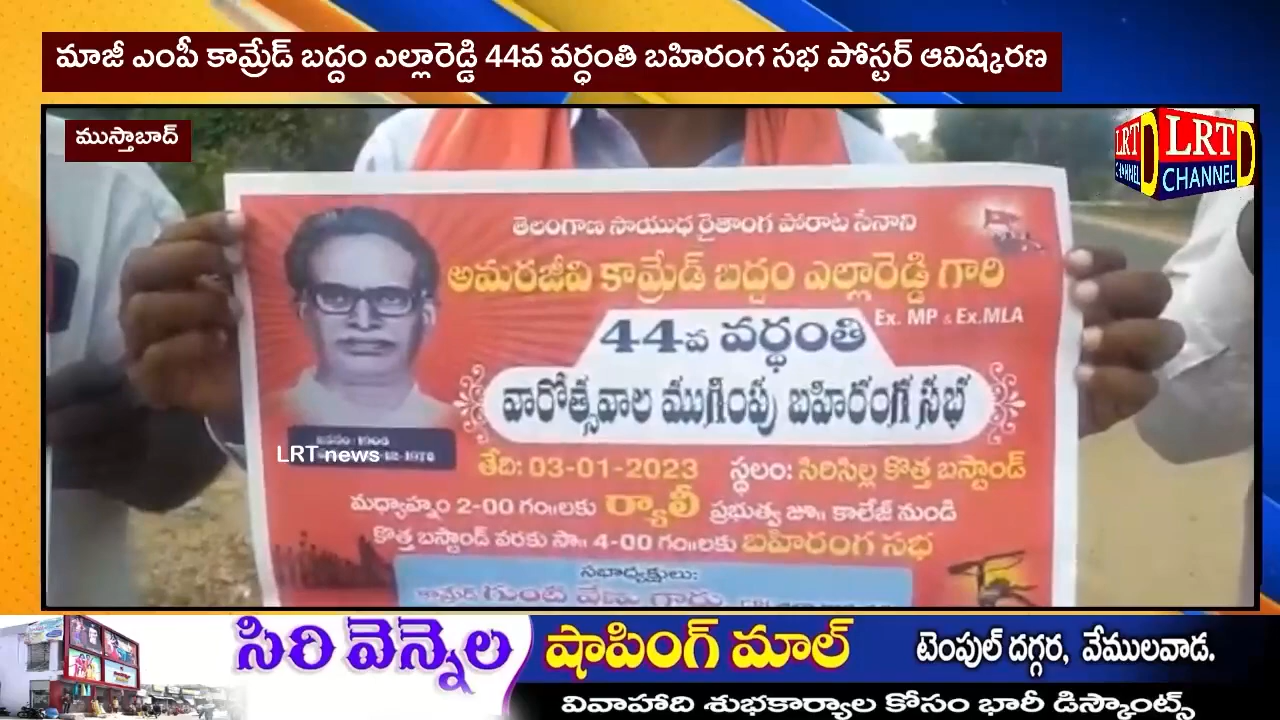 మాజీ ఎంపీ కామ్రేడ్ బద్దం ఎల్లారెడ్డి 44వ వర్ధంతి బహిరంగ సభ పోస్టర్ ఆవిష్కరణ
ముస్తాబాద్
LRT CHANNEL
LRT CHANNEL
తెలంగాణ సాయుధ రైతాంగ పోరాట సేనాని
అమరజీవి కామ్రేడ్ బద్దం ఎల్లారెడ్డి గారి
Ex. MP & Ex.MLA
44వ వర్ధంతి
వారోత్సవాల ముగింపు బహిరంగ సభ
LRT news
తేది: 03-01-2023 స్థలం: సిరిసిల్ల కొత్త బస్టాండ్
మధ్యాహ్నం 2-00 గం॥లకు ర్యాలీ ప్రభుత్వ జూ॥ కాలేజ్ నుండి
కొత్త బస్టాండ్ వరకు సా॥ 4-00 గం॥లకు బహిరంగ సభ
సభాధ్యక్షులు:
కామ్రేడ్ గుంటి వేణు గారు
సిరి వెన్నెల షాపింగ్ మాల్ టెంపుల్ దగ్గర, వేములవాడ.
వివాహాది శుభకార్యాల కోసం భారీ డిస్కౌంట్స్